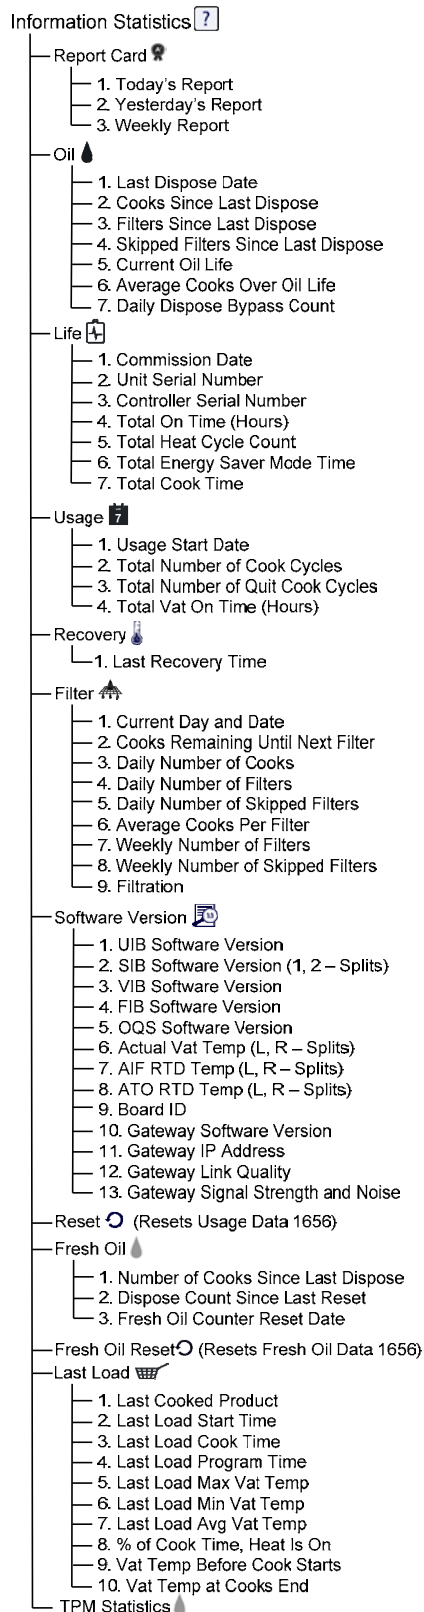 Information Statistics ?
Report Card
1. Today's Report
2. Yesterday's Report
3. Weekly Report
Oil
1. Last Dispose Date
2. Cooks Since Last Dispose
3. Filters Since Last Dispose
4. Skipped Filters Since Last Dispose
5. Current Oil Life
6. Average Cooks Over Oil Life
7. Daily Dispose Bypass Count
Life
1. Commission Date
2. Unit Serial Number
3. Controller Serial Number
4. Total On Time (Hours)
5. Total Heat Cycle Count
6. Total Energy Saver Mode Time
7. Total Cook Time
Usage 7
1. Usage Start Date
2. Total Number of Cook Cycles
3. Total Number of Quit Cook Cycles
4. Total Vat On Time (Hours)
Recovery
1. Last Recovery Time
Filter
1. Current Day and Date
2. Cooks Remaining Until Next Filter
3. Daily Number of Cooks
4. Daily Number of Filters
5. Daily Number of Skipped Filters
6. Average Cooks Per Filter
7. Weekly Number of Filters
8. Weekly Number of Skipped Filters
9. Filtration
Software Version
1. UIB Software Version
2. SIB Software Version (1, 2 – Splits)
3. VIB Software Version
4. FIB Software Version
5. OQS Software Version
6. Actual Vat Temp (L, R – Splits)
7. AIF RTD Temp (L, R – Splits)
8. ATO RTD Temp (L, R – Splits)
9. Board ID
10. Gateway Software Version
11. Gateway IP Address
12. Gateway Link Quality
13. Gateway Signal Strength and Noise
Reset (Resets Usage Data 1656)
Fresh Oil
1. Number of Cooks Since Last Dispose
2. Dispose Count Since Last Reset
3. Fresh Oil Counter Reset Date
Fresh Oil Reset (Resets Fresh Oil Data 1656)
Last Load
1. Last Cooked Product
2. Last Load Start Time
3. Last Load Cook Time
4. Last Load Program Time
5. Last Load Max Vat Temp
6. Last Load Min Vat Temp
7. Last Load Avg Vat Temp
8. % of Cook Time, Heat Is On
9. Vat Temp Before Cook Starts
10. Vat Temp at Cooks End
TPM Statistics